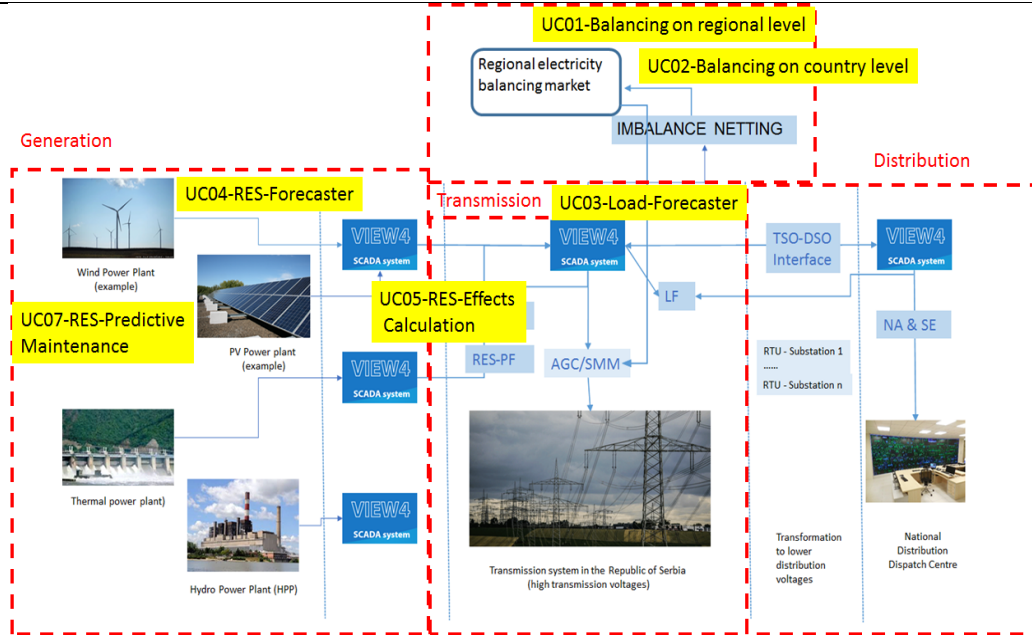 UC01-Balancing on regional level
Regional electricity
balancing market
UC02-Balancing on country level
IMBALANCE NETTING
Generation
Distribution
UC04-RES-Forecaster
Transmission
UC03-Load-Forecaster
VIEW4
SCADA system
VIEW4
SCADA system
TSO-DSO
Interface
VIEW4
SCADA system
Wind Power Plant
(example)
UC05-RES-Effects
Calculation
LF
UC07-RES-Predictive
Maintenance
NA & SE
PV Power plant
(example)
VIEW4
SCADA system
RES-PF
AGC/SMM
RTU - Substation 1
......
RTU - Substation n
Thermal power plant)
VIEW4
SCADA system
Hydro Power Plant (HPP)
Transmission system in the Republic of Serbia
(high transmission voltages)
Transformation
to lower
distribution
voltages
National
Distribution
Dispatch Centre